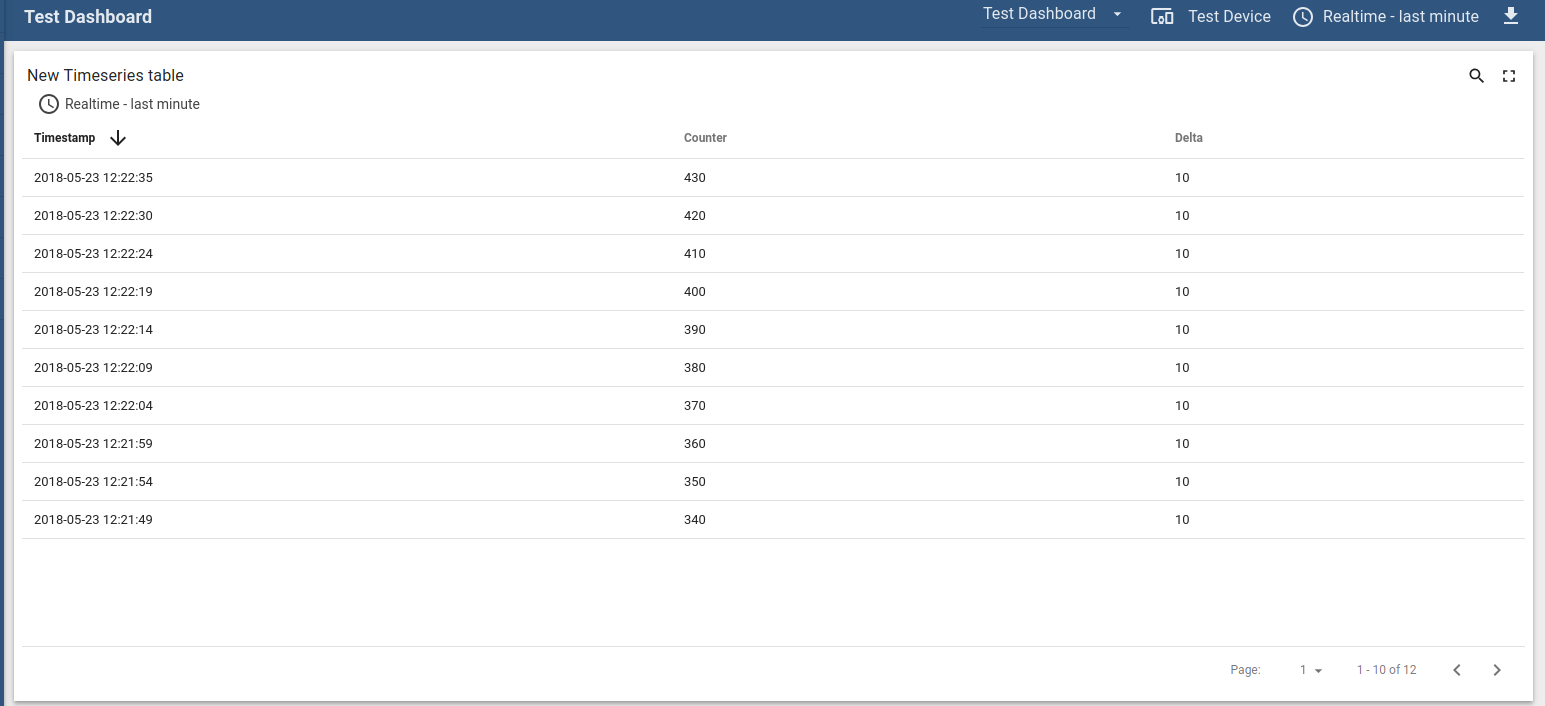 Test Dashboard Test Dashboard Test Device Realtime - last minute
New Timeseries table
Realtime - last minute
Timestamp Counter Delta
2018-05-23 12:22:35 430 10
2018-05-23 12:22:30 420 10
2018-05-23 12:22:24 410 10
2018-05-23 12:22:19 400 10
2018-05-23 12:22:14 390 10
2018-05-23 12:22:09 380 10
2018-05-23 12:22:04 370 10
2018-05-23 12:21:59 360 10
2018-05-23 12:21:54 350 10
2018-05-23 12:21:49 340 10
Page: 1 1 - 10 of 12